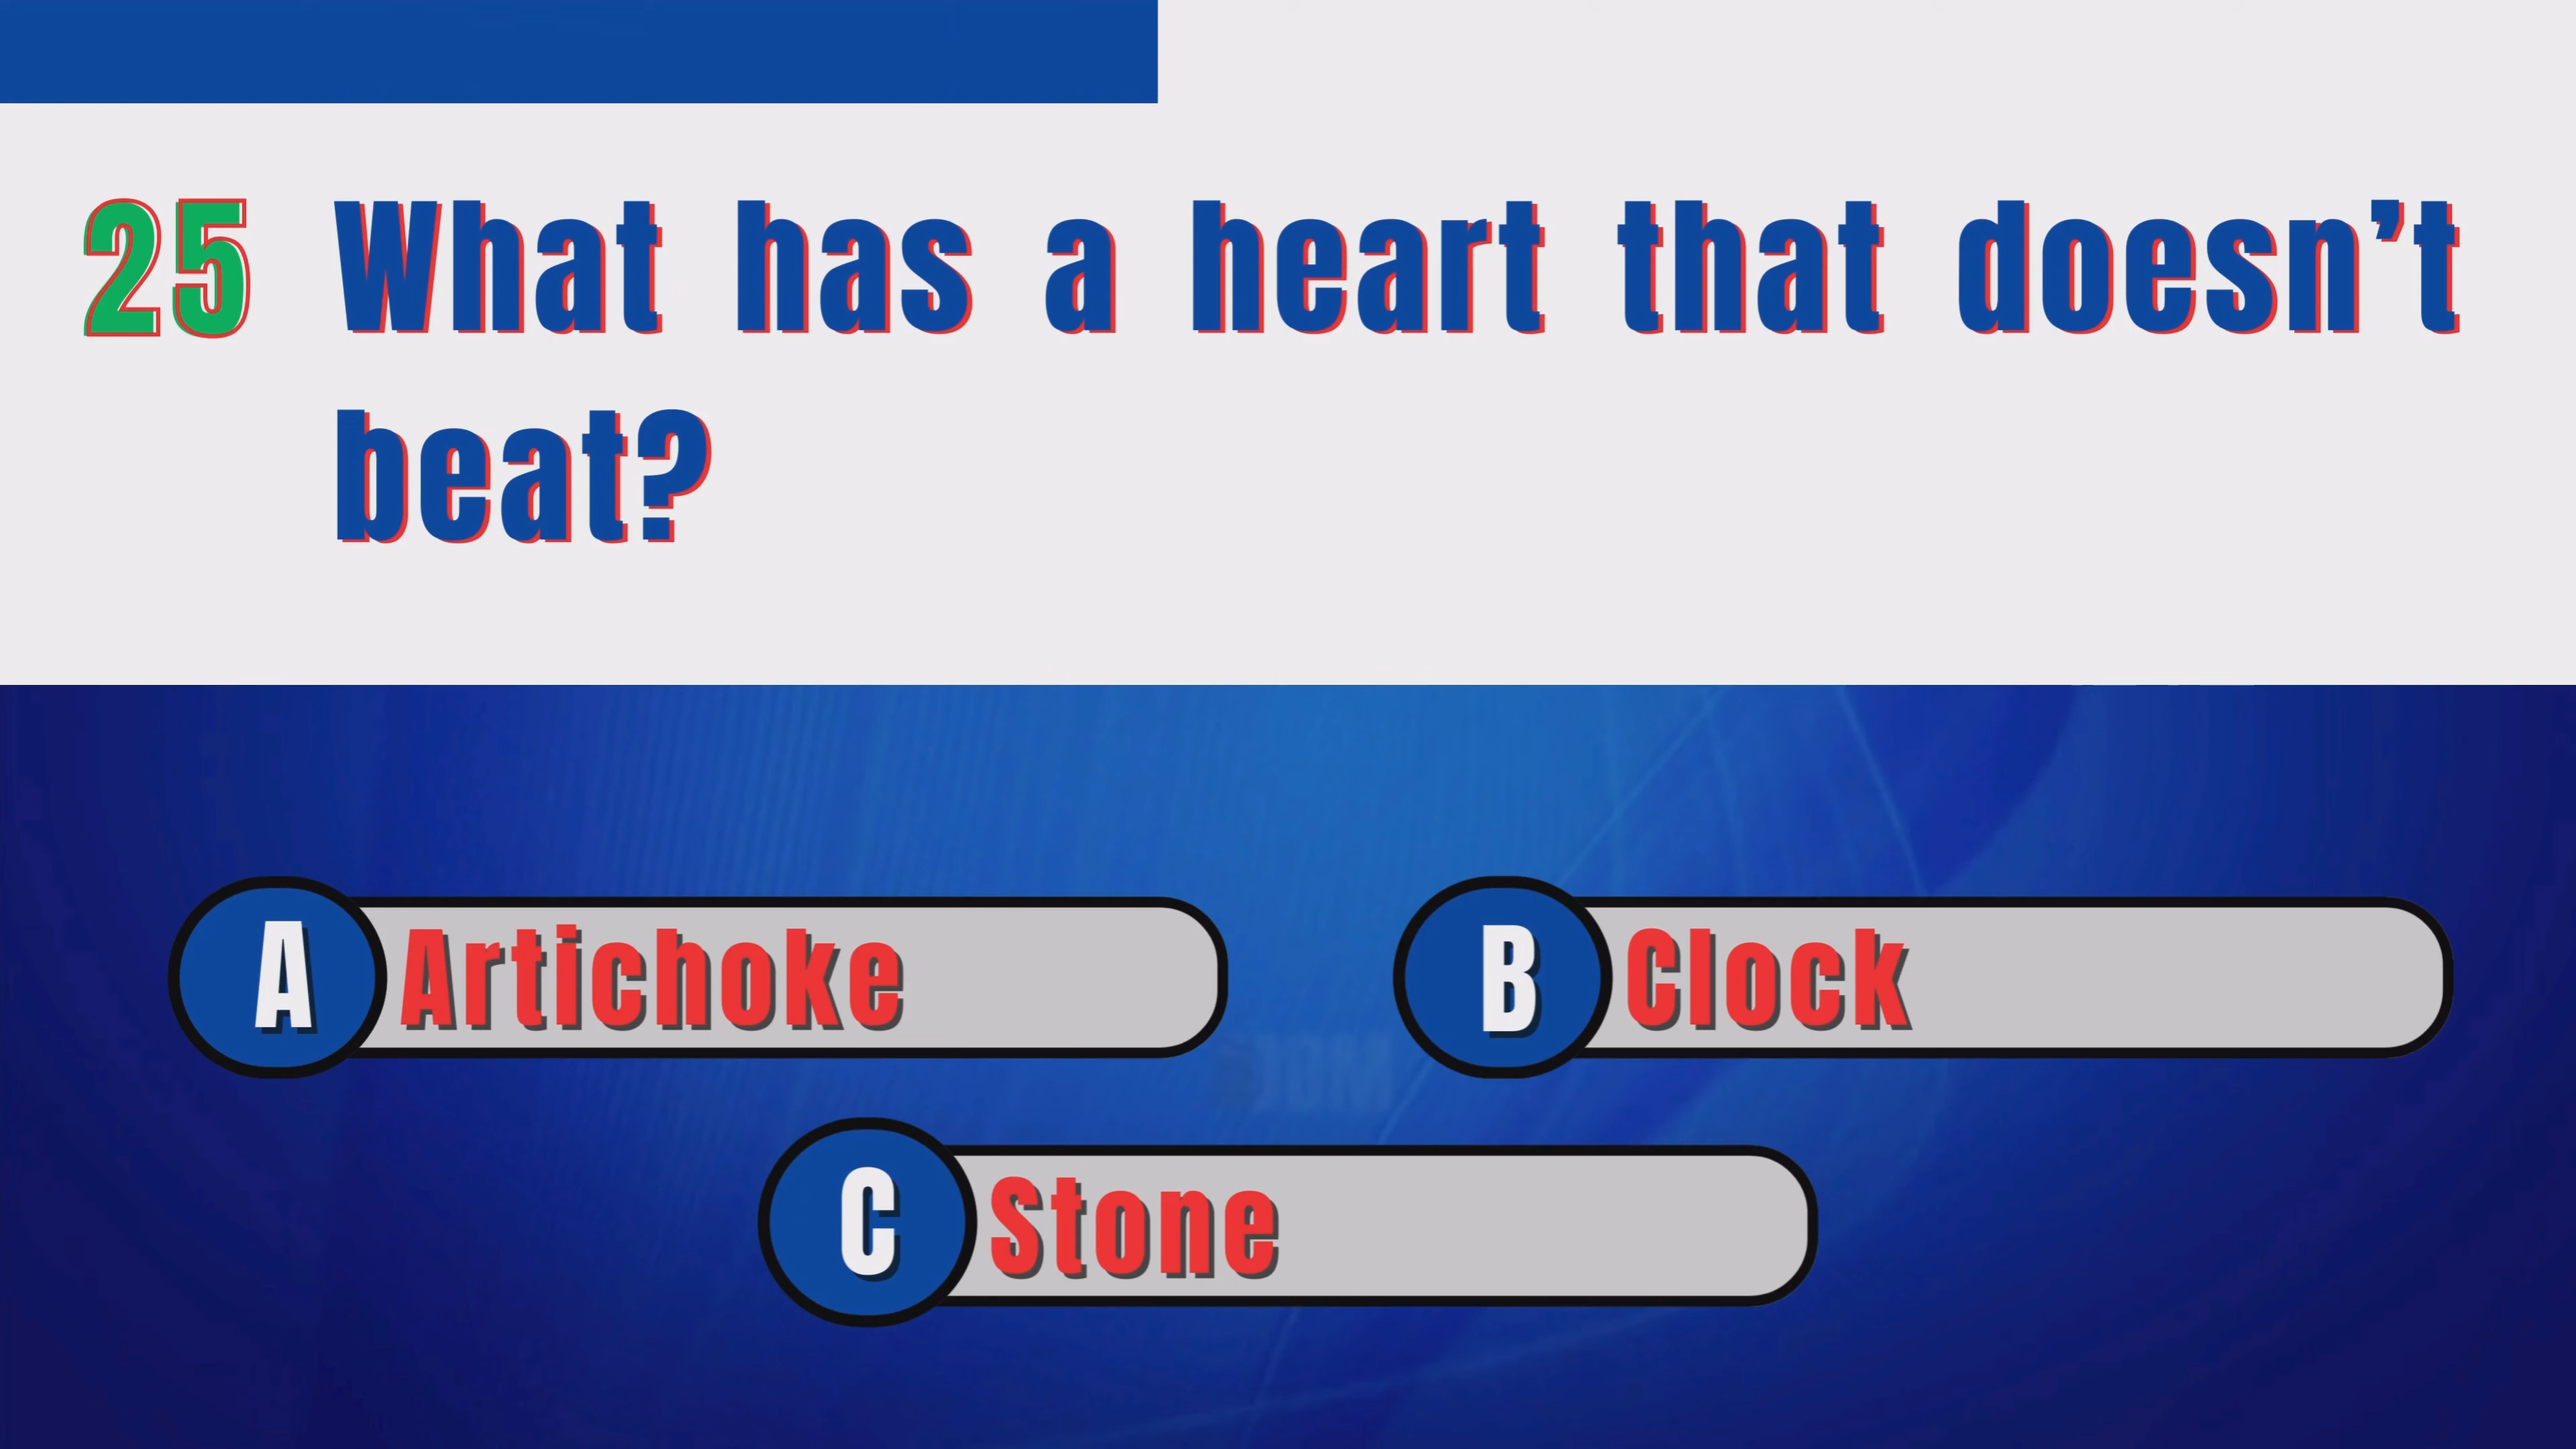 25 What has a heart that doesn’t
beat?
A Artichoke
B Clock
C Stone